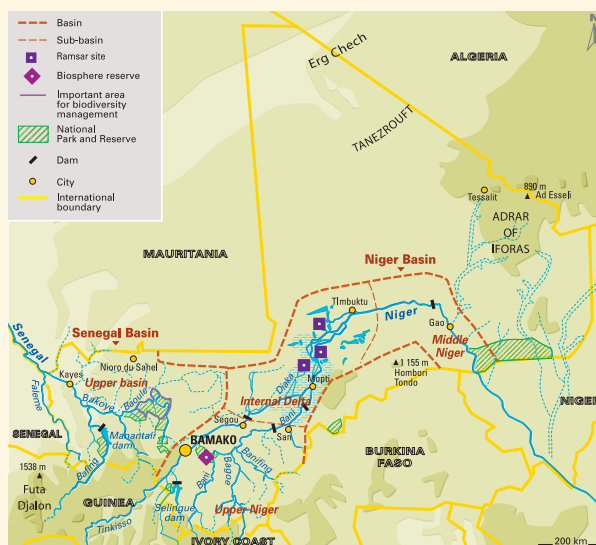 Basin
Sub-basin
Ramsar site
Biosphere reserve
Important area
for biodiversity
management
National
Park and Reserve
Dam
City
International
boundary
N
Erg Chech
ALGERIA
TANEZROUFT
Tessalit
890 m
Ad Esseli
ADRAR
OF
IFORAS
MAURITANIA
Niger Basin
Timbuktu
Niger
Gao
Middle
Niger
Senegal
Senegal Basin
Nioro du Sahel
Kayes
Upper basin
Faleme
Bakoye
Baoule
Diaka
Mopti
1 155 m
Hombori
Tondo
Internal Delta
Bani
NIGER
Segou
San
SENEGAL
Manantali
dam
Bafing
BAMAKO
Banifing
Bani
Bagoe
BURKINA
FASO
1538 m
Futa
Djalon
GUINEA
Selingue
dam
Upper Niger
Tinkisso
IVORY COAST
200 km